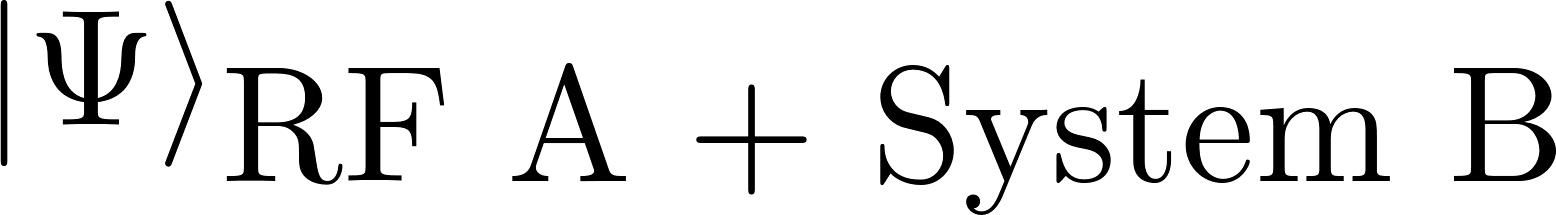 |Ψ⟩RF A + System B